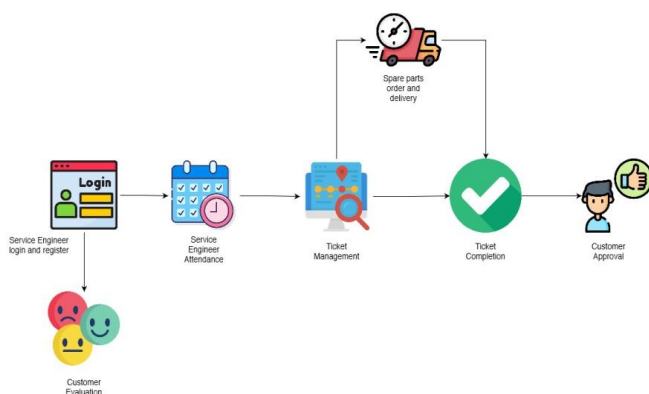 Spare parts
order and
delivery
Login
Service Engineer
login and register
Service
Engineer
Attendance
Ticket
Management
Ticket
Completion
Customer
Approval
Customer
Evaluation